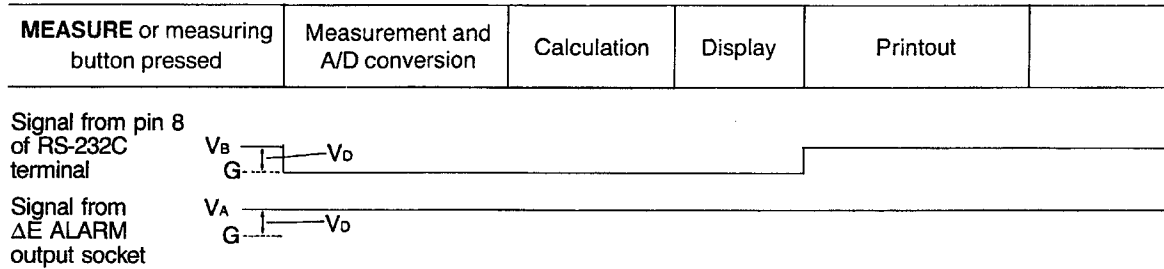 MEASURE or measuring
button pressed
Measurement and
A/D conversion
Calculation
Display
Printout
Signal from pin 8
of RS-232C
terminal
VB
VD
G
Signal from
ΔE ALARM
output socket
VA
VD
G